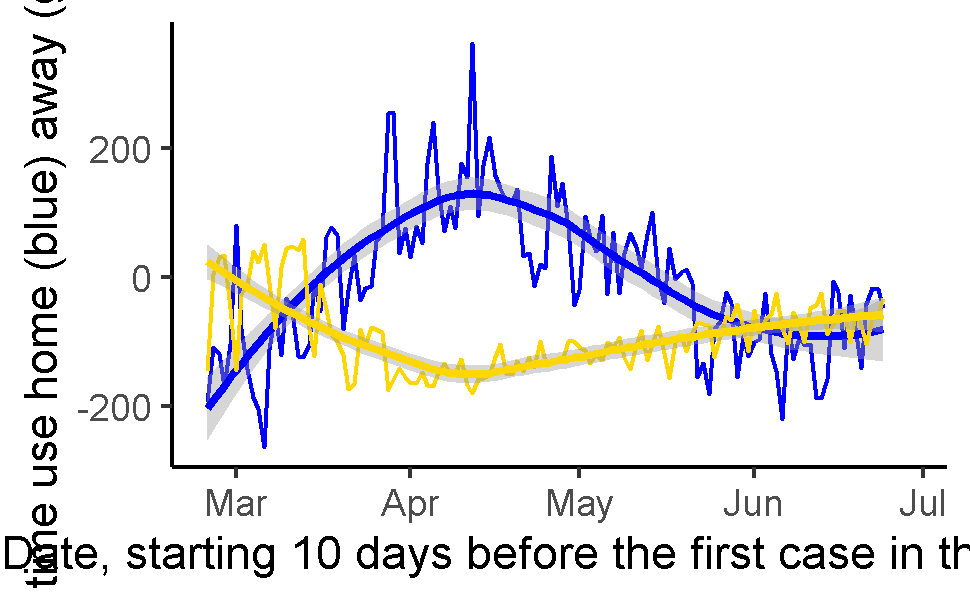 time use home (blue) away (
200
0
-200
Mar Apr May Jun Jul
Date, starting 10 days before the first case in th